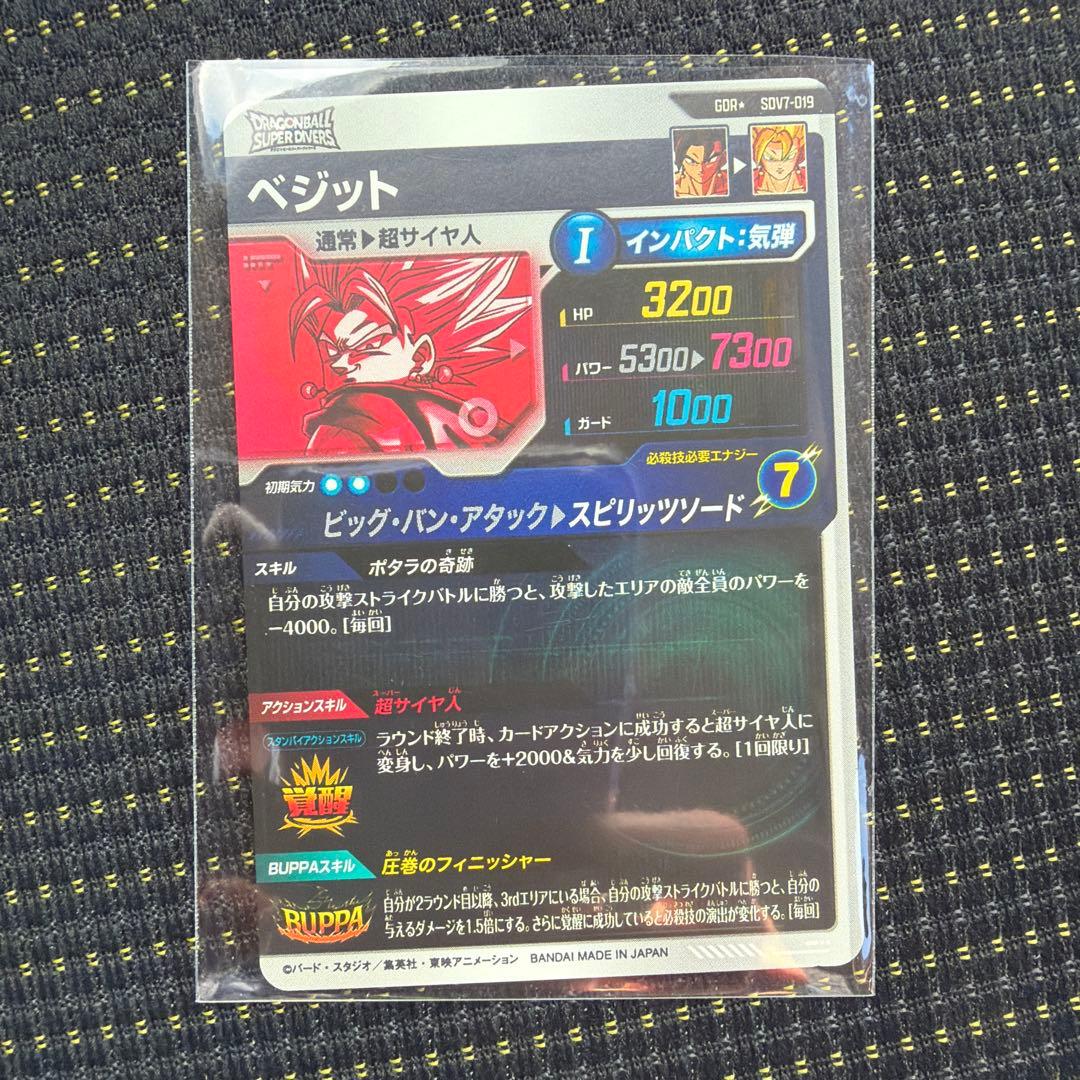 GDR★ SDV7-019
DRAGONBALL
SUPER DIVERS
ベジット
通常▶超サイヤ人
I インパクト:気弾
HP 3200
パワー 5300▶7300
ガード 1000
必殺技必要エナジー
7
初期気力
ビッグ・バン・アタック▶スピリッツソード
スキル ポタラの奇跡
自分の攻撃ストライクバトルに勝つと、攻撃したエリアの敵全員のパワーを
-4000。[毎回]
アクションスキル 超サイヤ人
スタンバイアクションスキル
ラウンド終了時、カードアクションに成功すると超サイヤ人に
変身し、パワーを+2000&気力を少し回復する。[1回限り]
覚醒
BUPPAスキル 圧巻のフィニッシャー
BUPPA
自分が2ラウンド目以降、3rdエリアにいる場合、自分の攻撃ストライクバトルに勝つと、自分の
与えるダメージを1.5倍にする。さらに覚醒に成功していると必殺技の演出が変化する。[毎回]
©バード・スタジオ/集英社・東映アニメーション BANDAI MADE IN JAPAN